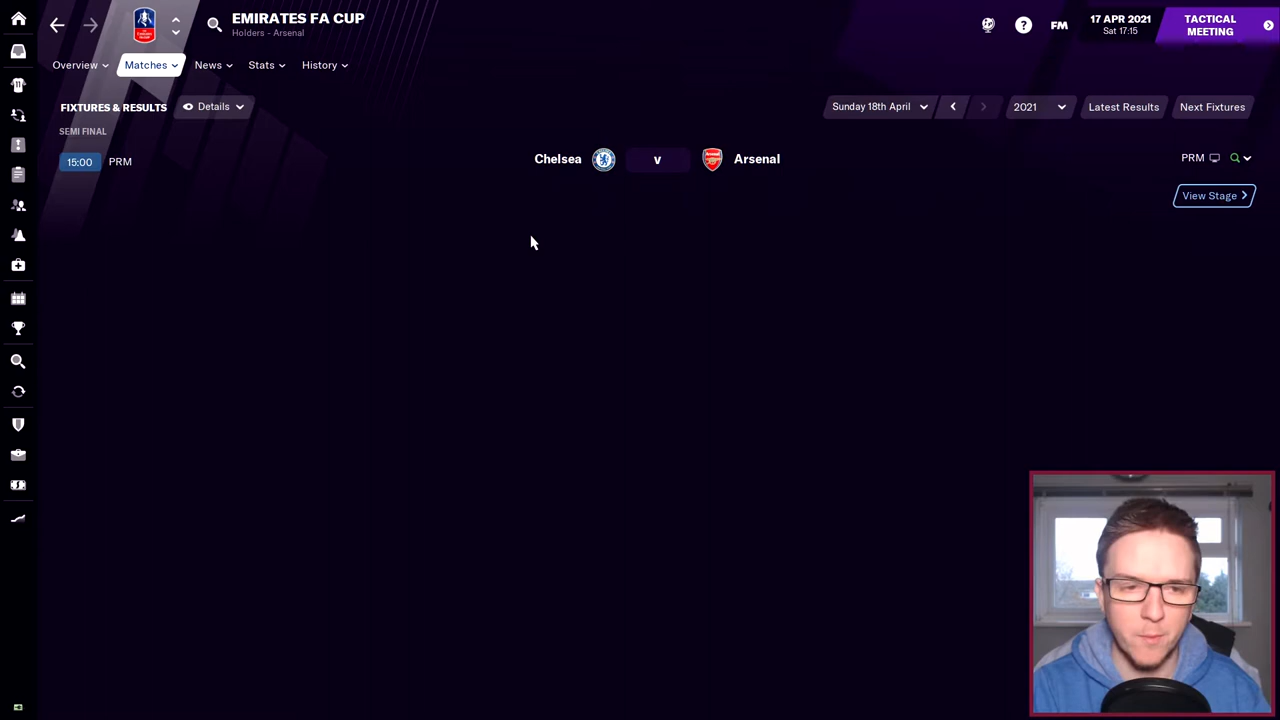 EMIRATES FA CUP
Holders - Arsenal
FM
17 APR 2021
Sat 17:15
TACTICAL
MEETING
Overview
Matches
News
Stats
History
FIXTURES & RESULTS
Details
Sunday 18th April
2021
Latest Results
Next Fixtures
SEMI FINAL
15:00 PRM
Chelsea v Arsenal
PRM
View Stage